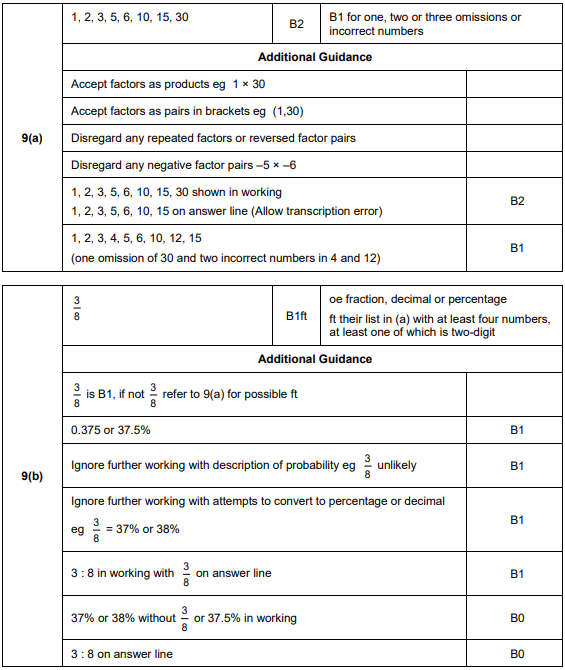 1, 2, 3, 5, 6, 10, 15, 30
B2
B1 for one, two or three omissions or
incorrect numbers
Additional Guidance
9(a)
Accept factors as products eg 1 × 30
Accept factors as pairs in brackets eg (1,30)
Disregard any repeated factors or reversed factor pairs
Disregard any negative factor pairs –5 × –6
1, 2, 3, 5, 6, 10, 15, 30 shown in working
1, 2, 3, 5, 6, 10, 15 on answer line (Allow transcription error)
B2
1, 2, 3, 4, 5, 6, 10, 12, 15
(one omission of 30 and two incorrect numbers in 4 and 12)
B1
9(b)
3/8
B1ft
oe fraction, decimal or percentage
ft their list in (a) with at least four numbers,
at least one of which is two-digit
Additional Guidance
3/8 is B1, if not 3/8 refer to 9(a) for possible ft
0.375 or 37.5%
B1
Ignore further working with description of probability eg 3/8 unlikely
B1
Ignore further working with attempts to convert to percentage or decimal
eg 3/8 = 37% or 38%
B1
3 : 8 in working with 3/8 on answer line
B1
37% or 38% without 3/8 or 37.5% in working
B0
3 : 8 on answer line
B0